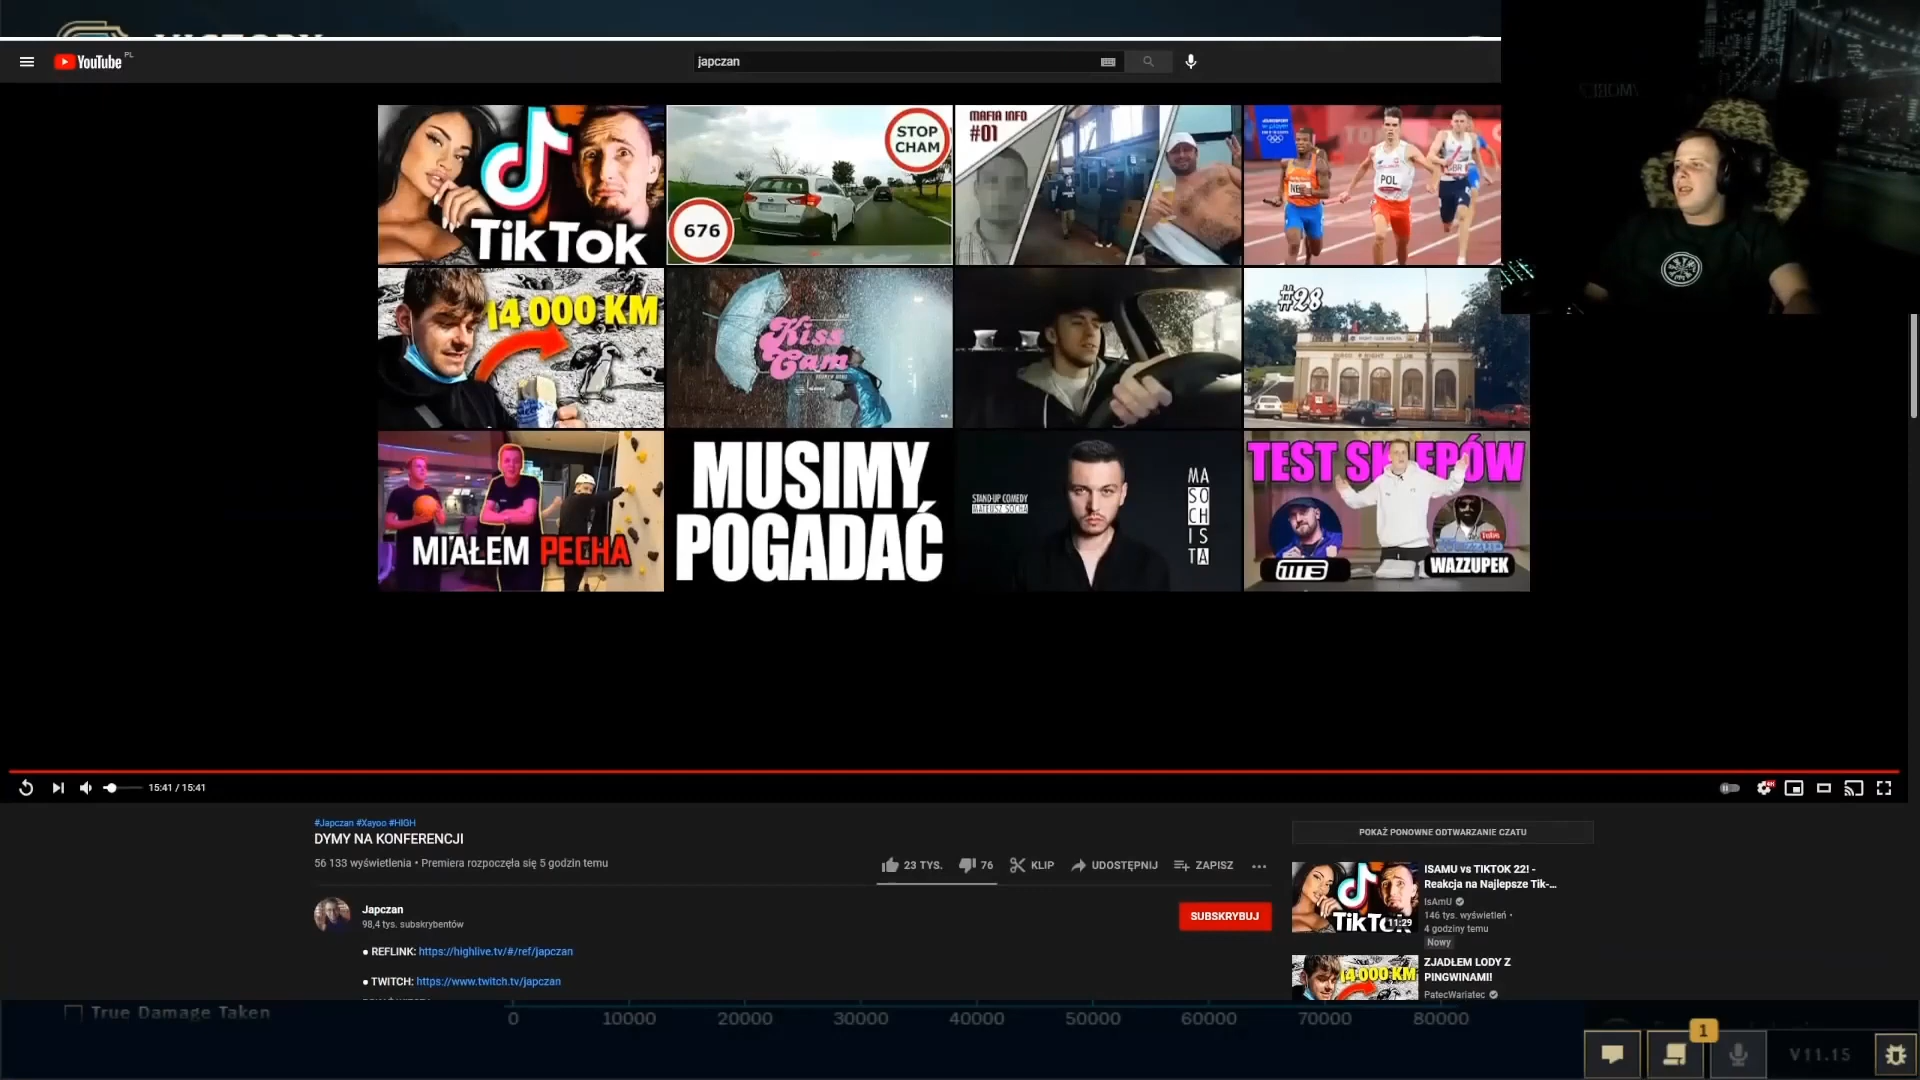 VICTORY
YouTube PL
japczan
TikTok
STOP
CHAM
676
MAFIA INFO
#01
POL
14 000 KM
Kiss
Cam
#28
MIAŁEM PECHA
MUSIMY
POGADAĆ
STAND-UP COMEDY
MATEUSZ SOCHA
MA
SO
CH
IS
TA
TEST SKLEPÓW
WAZZUPEK
15:41 / 15:41
#Japczan #Xayoo #HIGH
DYMY NA KONFERENCJI
56 133 wyświetlenia • Premiera rozpoczęła się 5 godzin temu
23 TYS.
76
KLIP
UDOSTĘPNIJ
ZAPISZ
Japczan
98,4 tys. subskrybentów
SUBSKRYBUJ
● REFLINK: https://highlive.tv/#/ref/japczan
● TWITCH: https://www.twitch.tv/japczan
POKAŻ PONOWNE ODTWARZANIE CZATU
11:29
ISAMU vs TIKTOK 22! -
Reakcja na Najlepsze Tik-...
IsAmU
146 tys. wyświetleń •
4 godziny temu
Nowy
14 000 KM
ZJADŁEM LODY Z
PINGWINAMI!
PatecWariatec
True Damage Taken
0 10000 20000 30000 40000 50000 60000 70000 80000
1
V11.15